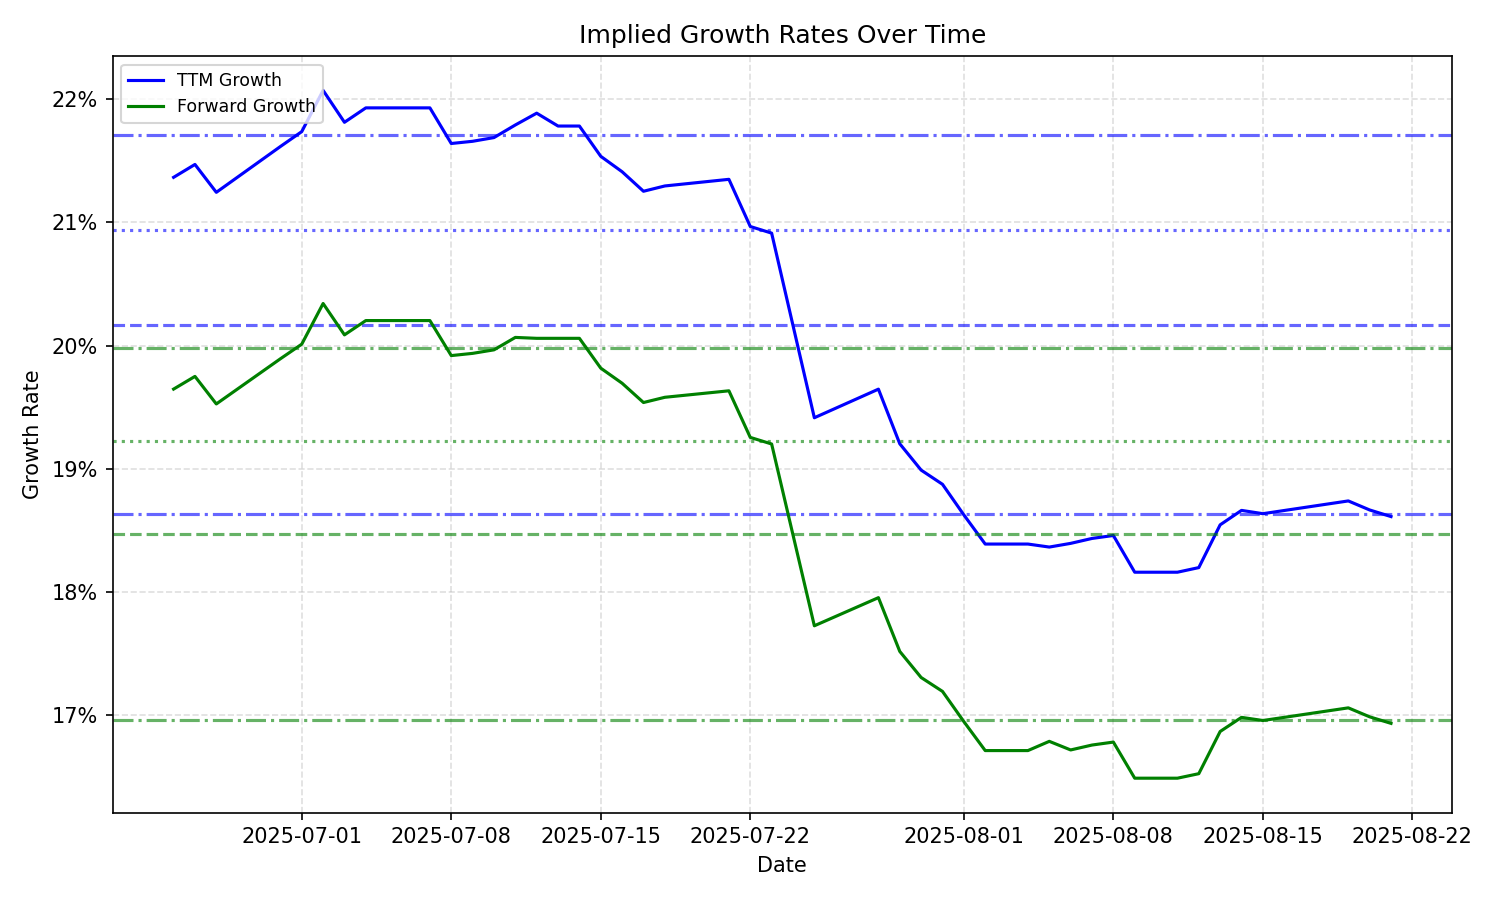 Implied Growth Rates Over Time
TTM Growth
Forward Growth
22%
21%
20%
19%
18%
17%
Growth Rate
2025-07-01 2025-07-08 2025-07-15 2025-07-22 2025-08-01 2025-08-08 2025-08-15 2025-08-22
Date